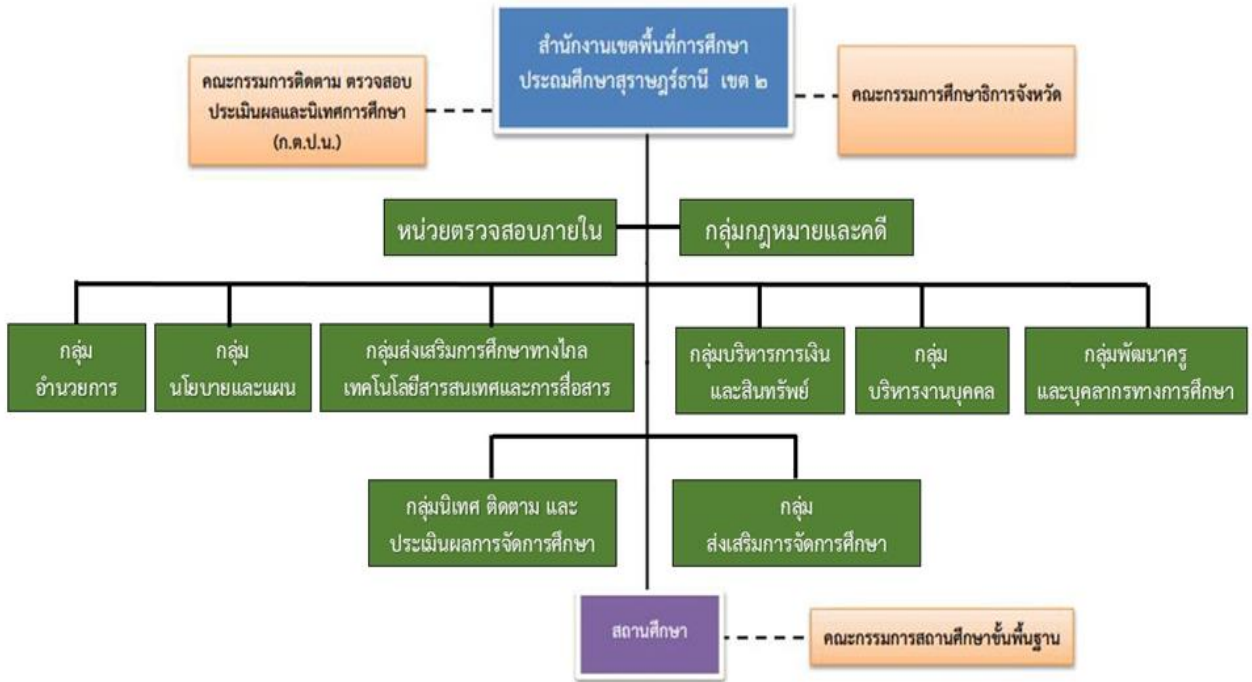 สำนักงานเขตพื้นที่การศึกษา
ประถมศึกษาสุราษฎร์ธานี เขต ๒
คณะกรรมการติดตาม ตรวจสอบ
ประเมินผลและนิเทศการศึกษา
(ก.ต.ป.น.)
คณะกรรมการศึกษาธิการจังหวัด
หน่วยตรวจสอบภายใน
กลุ่มกฎหมายและคดี
กลุ่ม
อำนวยการ
กลุ่ม
นโยบายและแผน
กลุ่มส่งเสริมการศึกษาทางไกล
เทคโนโลยีสารสนเทศและการสื่อสาร
กลุ่มบริหารการเงิน
และสินทรัพย์
กลุ่ม
บริหารงานบุคคล
กลุ่มพัฒนาครู
และบุคลากรทางการศึกษา
กลุ่มนิเทศ ติดตาม และ
ประเมินผลการจัดการศึกษา
กลุ่ม
ส่งเสริมการจัดการศึกษา
สถานศึกษา
คณะกรรมการสถานศึกษาขั้นพื้นฐาน